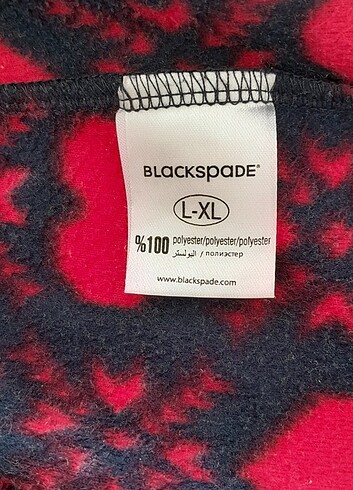 BLACKSPADE®
L-XL
%100 polyester/polyester/polyester
البوليستر / полиэстер
www.blackspade.com